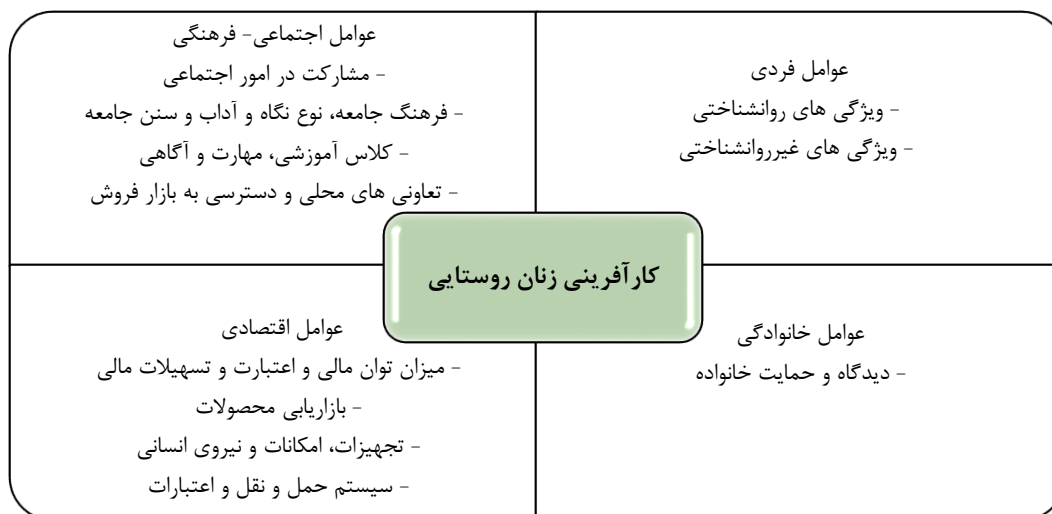 عوامل فردی
- ویژگی های روانشناختی
- ویژگی های غیرروانشناختی
عوامل اجتماعی- فرهنگی
- مشارکت در امور اجتماعی
- فرهنگ جامعه، نوع نگاه و آداب و سنن جامعه
- کلاس آموزشی، مهارت و آگاهی
- تعاونی های محلی و دسترسی به بازار فروش
کارآفرینی زنان روستایی
عوامل خانوادگی
- دیدگاه و حمایت خانواده
عوامل اقتصادی
- میزان توان مالی و اعتبارت و تسهیلات مالی
- بازاریابی محصولات
- تجهیزات، امکانات و نیروی انسانی
- سیستم حمل و نقل و اعتبارات